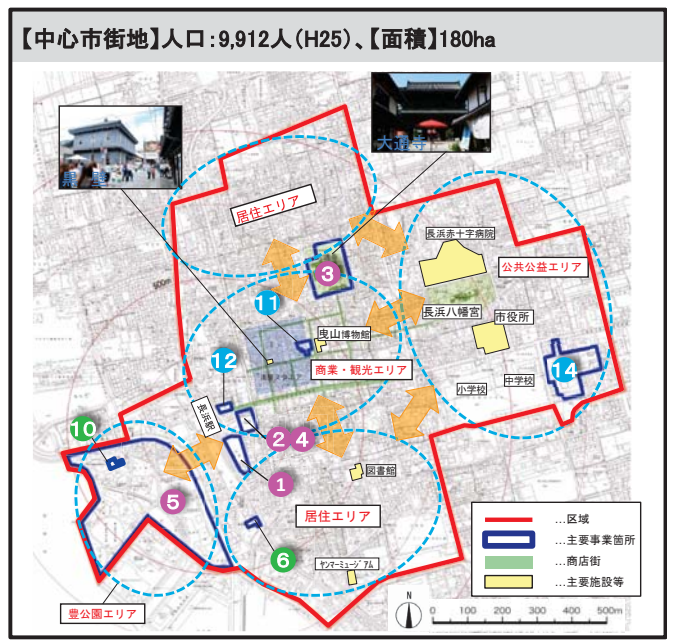 【中心市街地】人口：9,912人（H25）、【面積】180ha
黒壁
大通寺
居住エリア
長浜赤十字病院
公共公益エリア
3
500m
11
長浜八幡宮
曳山博物館
市役所
12
商業・観光エリア
14
小学校
中学校
長浜駅
10
2
4
1
図書館
5
居住エリア
6
ヤンマーミュージアム
豊公園エリア
…区域
…主要事業箇所
…商店街
…主要施設等
N
0 100 200 300 400 500m